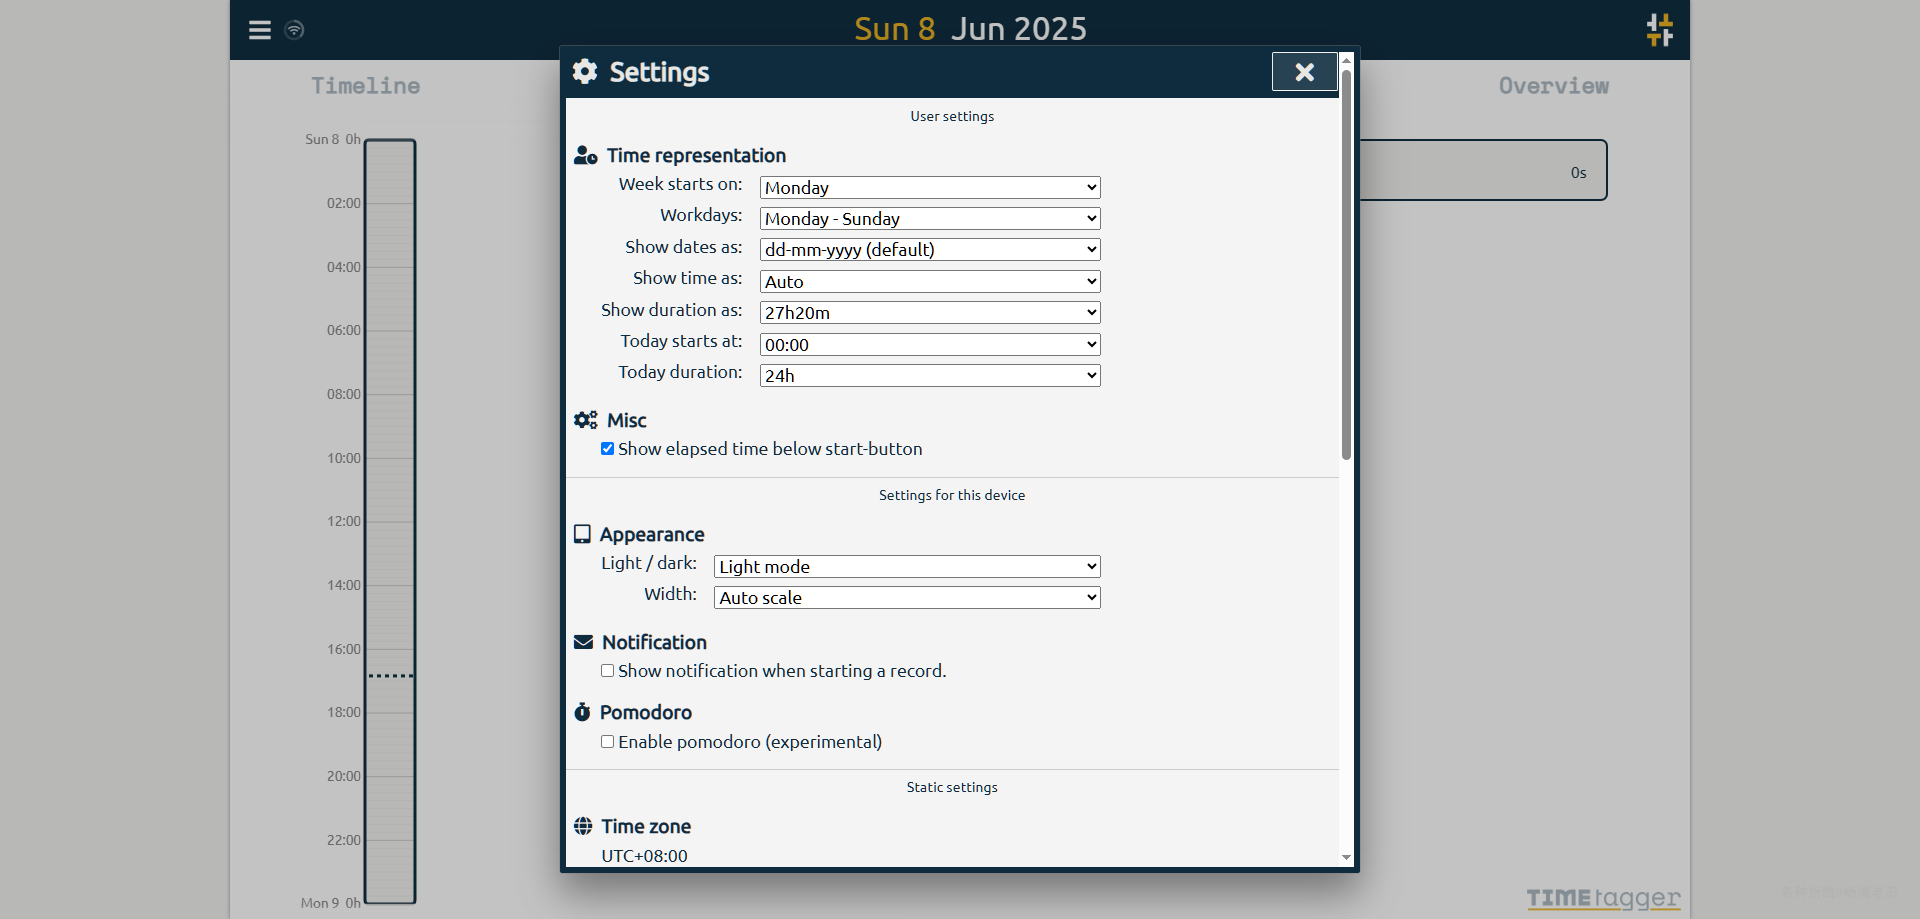 Sun 8 Jun 2025
Settings
Timeline
Overview
User settings
Sun 8 0h
Time representation
Week starts on:
Monday
0s
Workdays:
Monday - Sunday
02:00
Show dates as:
dd-mm-yyyy (default)
04:00
Show time as:
Auto
Show duration as:
27h20m
06:00
Today starts at:
00:00
Today duration:
24h
08:00
Misc
Show elapsed time below start-button
10:00
Settings for this device
12:00
Appearance
Light / dark:
Light mode
14:00
Width:
Auto scale
16:00
Notification
Show notification when starting a record.
18:00
Pomodoro
Enable pomodoro (experimental)
20:00
Static settings
22:00
Time zone
UTC+08:00
Mon 9 0h
TIMEtagger